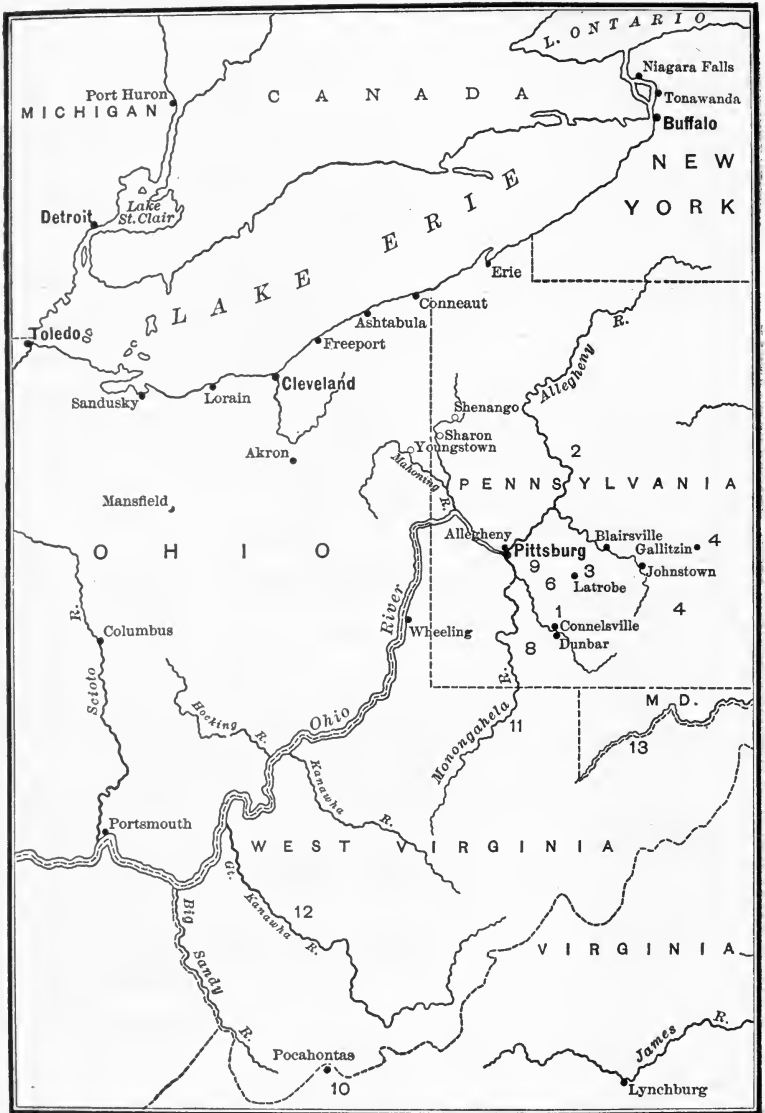 L. ONTARIO
Niagara Falls
Port Huron
CANADA
Tonawanda
MICHIGAN
Buffalo
NEW
YORK
Lake
St. Clair
Detroit
LAKE ERIE
Erie
Conneaut
Ashtabula
Toledo
Freeport
Allegheny R.
Cleveland
Sandusky
Lorain
Shenango
Sharon
Youngstown
Akron
Mahoning R.
2
PENNSYLVANIA
Mansfield
Allegheny
Pittsburg
Blairsville
Gallitzin
4
OHIO
9
3
Johnstown
6
Latrobe
4
R.
Scioto
Columbus
River
Ohio
Wheeling
1
Connelsville
8
Dunbar
Hocking R.
Monongahela R.
11
MD.
13
Kanawha R.
Portsmouth
WEST VIRGINIA
Gt. Kanawha R.
12
Big Sandy R.
VIRGINIA
Pocahontas
10
James R.
Lynchburg